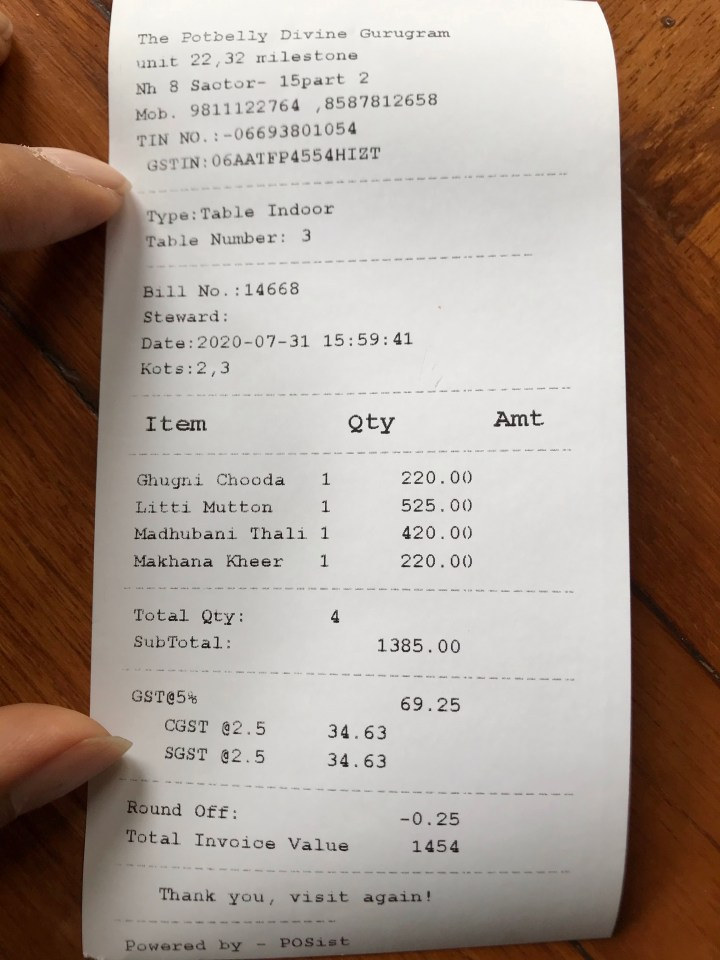 The Potbelly Divine Gurugram
unit 22,32 milestone
Nh 8 Sactor- 15part 2
Mob. 9811122764 ,8587812658
TIN NO.:-06693801054
GSTIN:06AATFP4554HIZT
Type:Table Indoor
Table Number: 3
Bill No.:14668
Steward:
Date:2020-07-31 15:59:41
Kots:2,3
Item Qty Amt
Ghugni Chooda 1 220.00
Litti Mutton 1 525.00
Madhubani Thali 1 420.00
Makhana Kheer 1 220.00
Total Qty: 4
SubTotal: 1385.00
GST@5% 69.25
CGST @2.5 34.63
SGST @2.5 34.63
Round Off: -0.25
Total Invoice Value 1454
Thank you, visit again!
Powered by - POSist